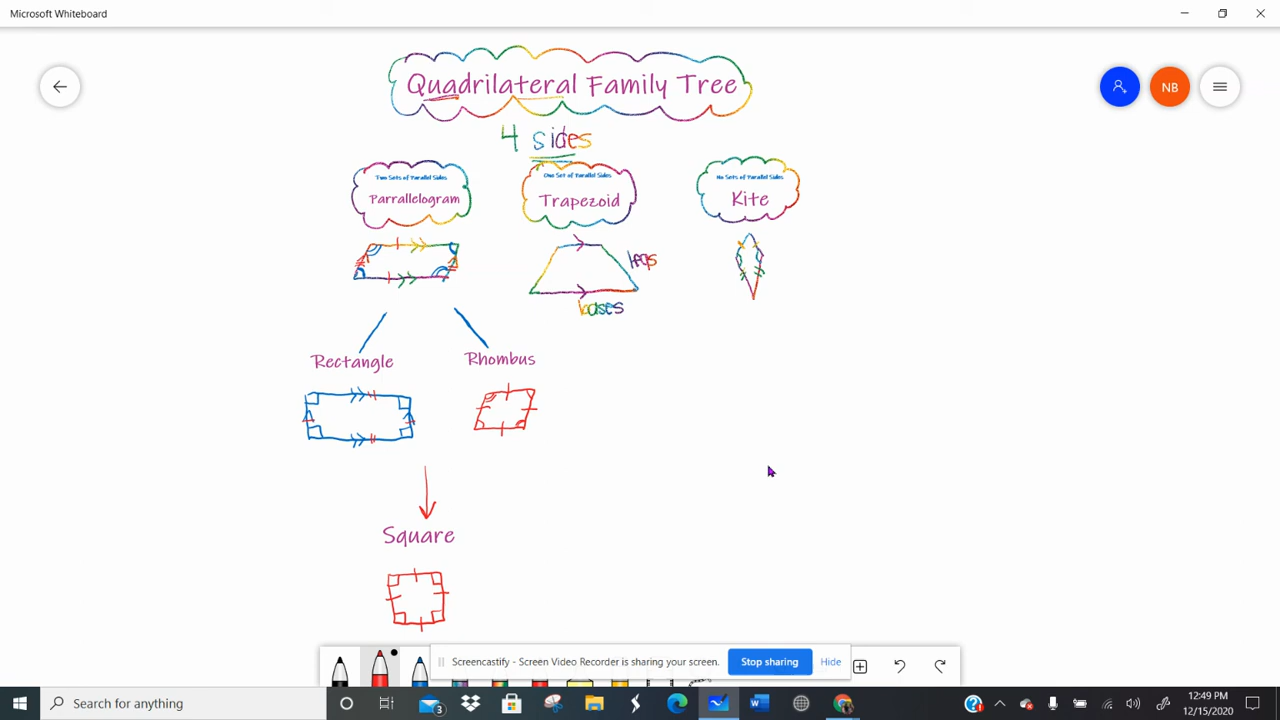 Microsoft Whiteboard
Quadrilateral Family Tree
NB
4 sides
Two Sets of Parallel Sides
Parrallelogram
One Set of Parallel Sides
Trapezoid
No Sets of Parallel Sides
Kite
legs
bases
Rectangle
Rhombus
Square
Screencastify - Screen Video Recorder is sharing your screen.
Stop sharing
Hide
Search for anything
3
12:49 PM
12/15/2020